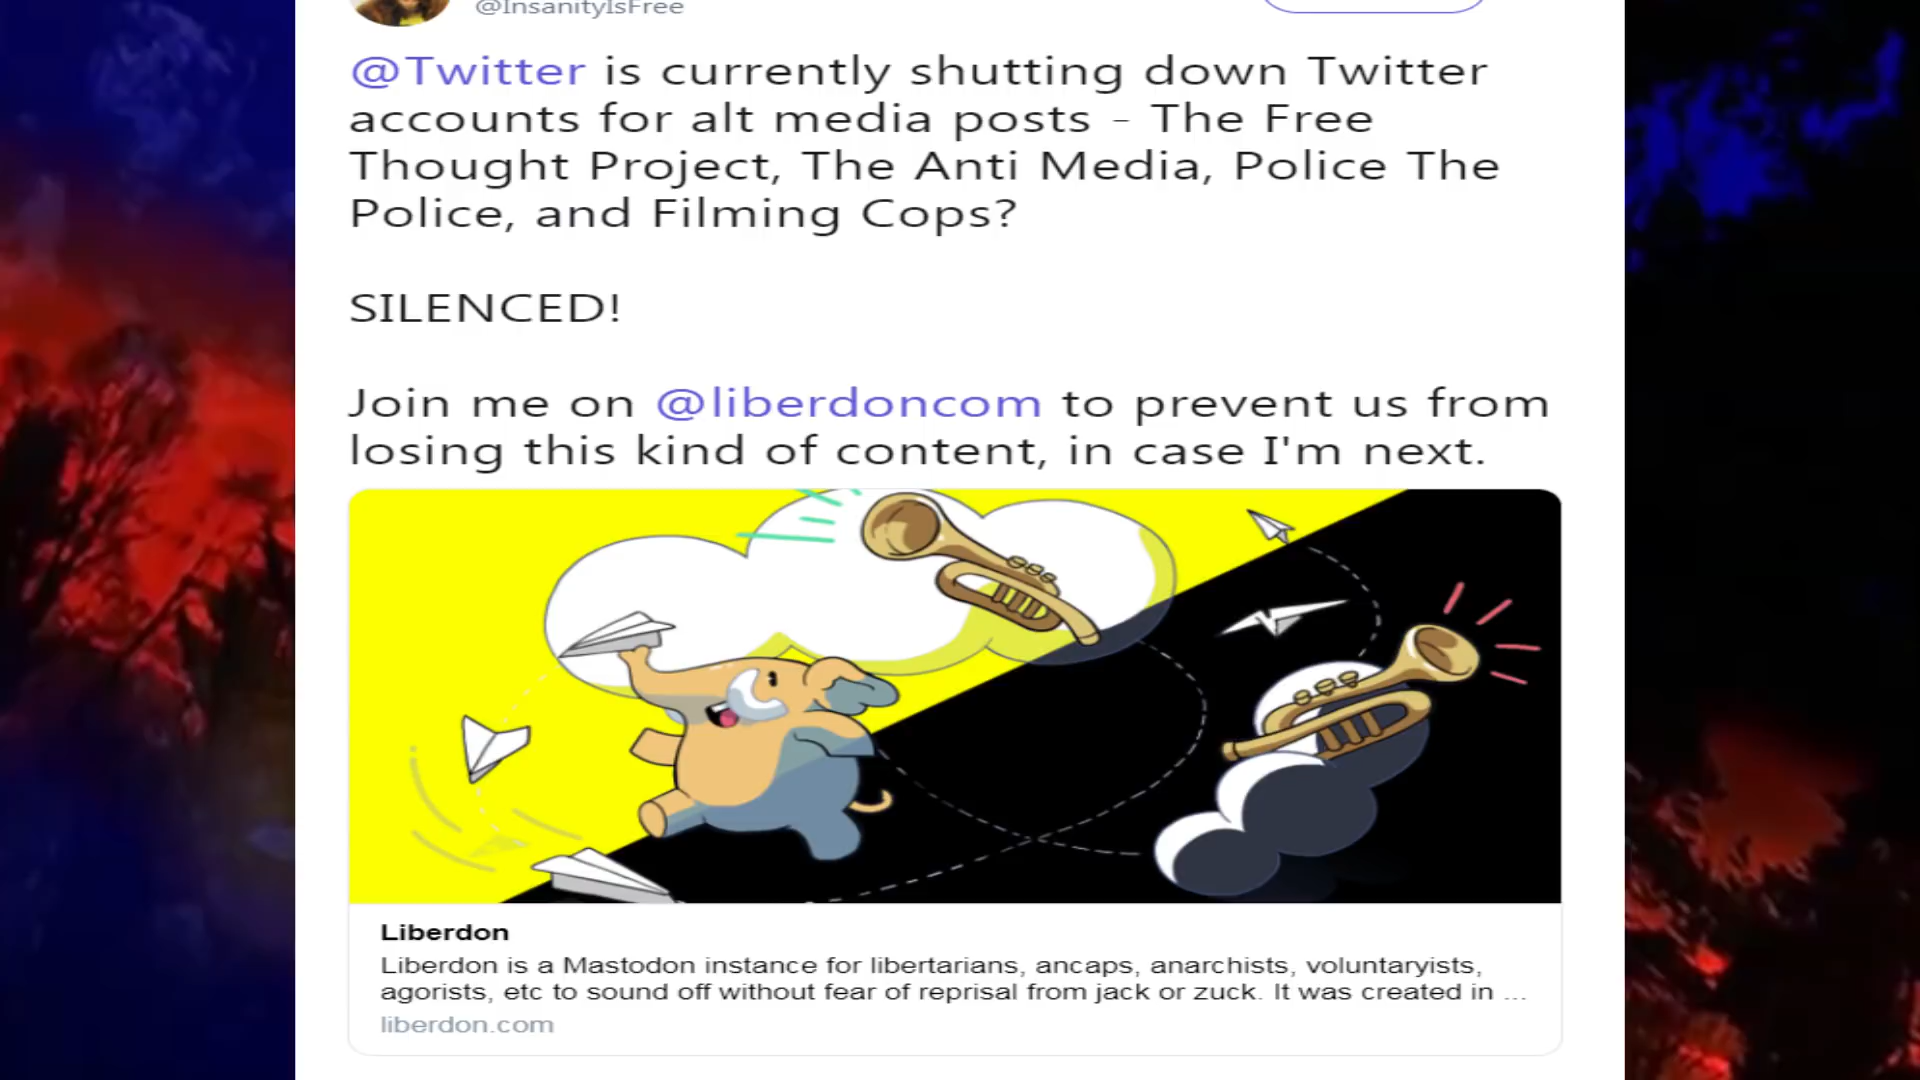 @InsanityIsFree
@Twitter is currently shutting down Twitter
accounts for alt media posts - The Free
Thought Project, The Anti Media, Police The
Police, and Filming Cops?
SILENCED!
Join me on @liberdoncom to prevent us from
losing this kind of content, in case I'm next.
Liberdon
Liberdon is a Mastodon instance for libertarians, ancaps, anarchists, voluntaryists,
agorists, etc to sound off without fear of reprisal from jack or zuck. It was created in ...
liberdon.com